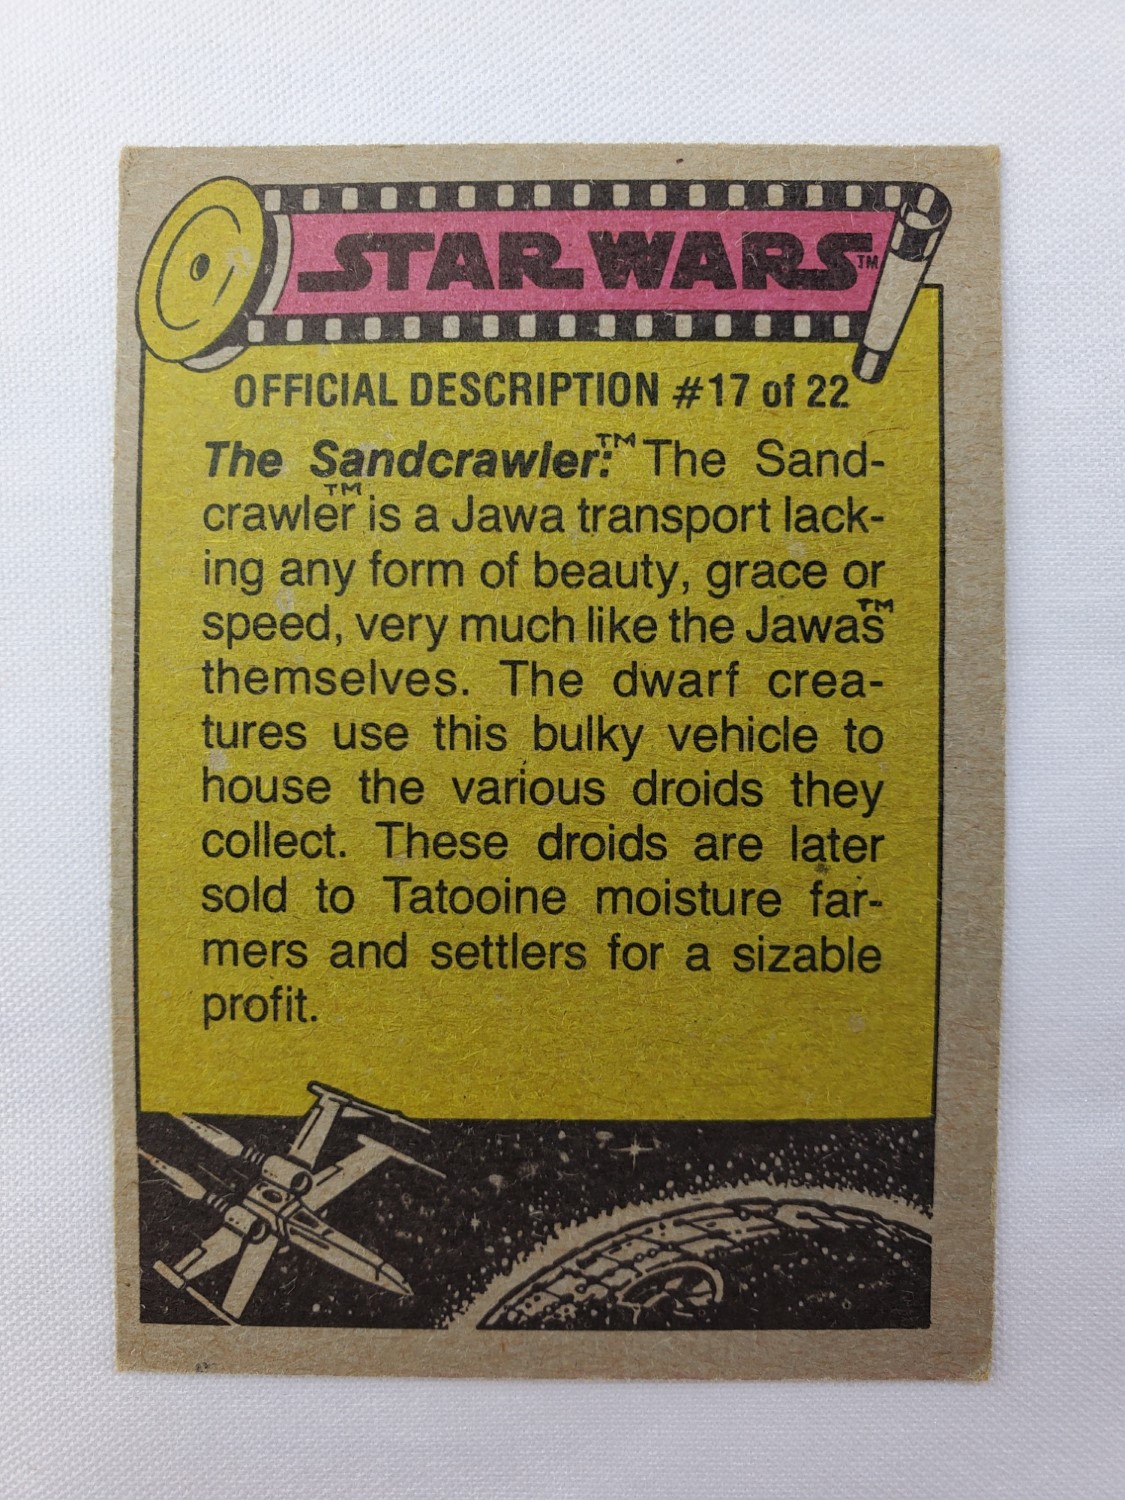 STAR WARS™
OFFICIAL DESCRIPTION #17 of 22
The Sandcrawler:™ The Sand-
crawler™ is a Jawa transport lack-
ing any form of beauty, grace or
speed, very much like the Jawas™
themselves. The dwarf crea-
tures use this bulky vehicle to
house the various droids they
collect. These droids are later
sold to Tatooine moisture far-
mers and settlers for a sizable
profit.